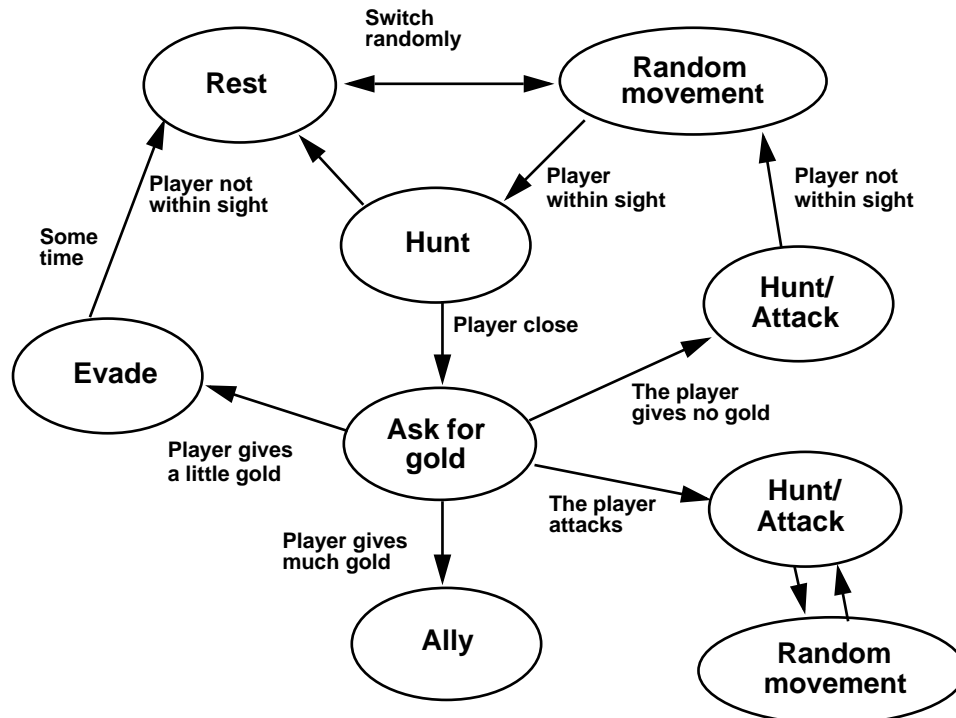 Switch
randomly
Rest
Random
movement
Player not
within sight
Player
within sight
Player not
within sight
Some
time
Hunt
Hunt/
Attack
Player close
Evade
The player
gives no gold
Ask for
gold
Player gives
a little gold
The player
attacks
Hunt/
Attack
Player gives
much gold
Ally
Random
movement